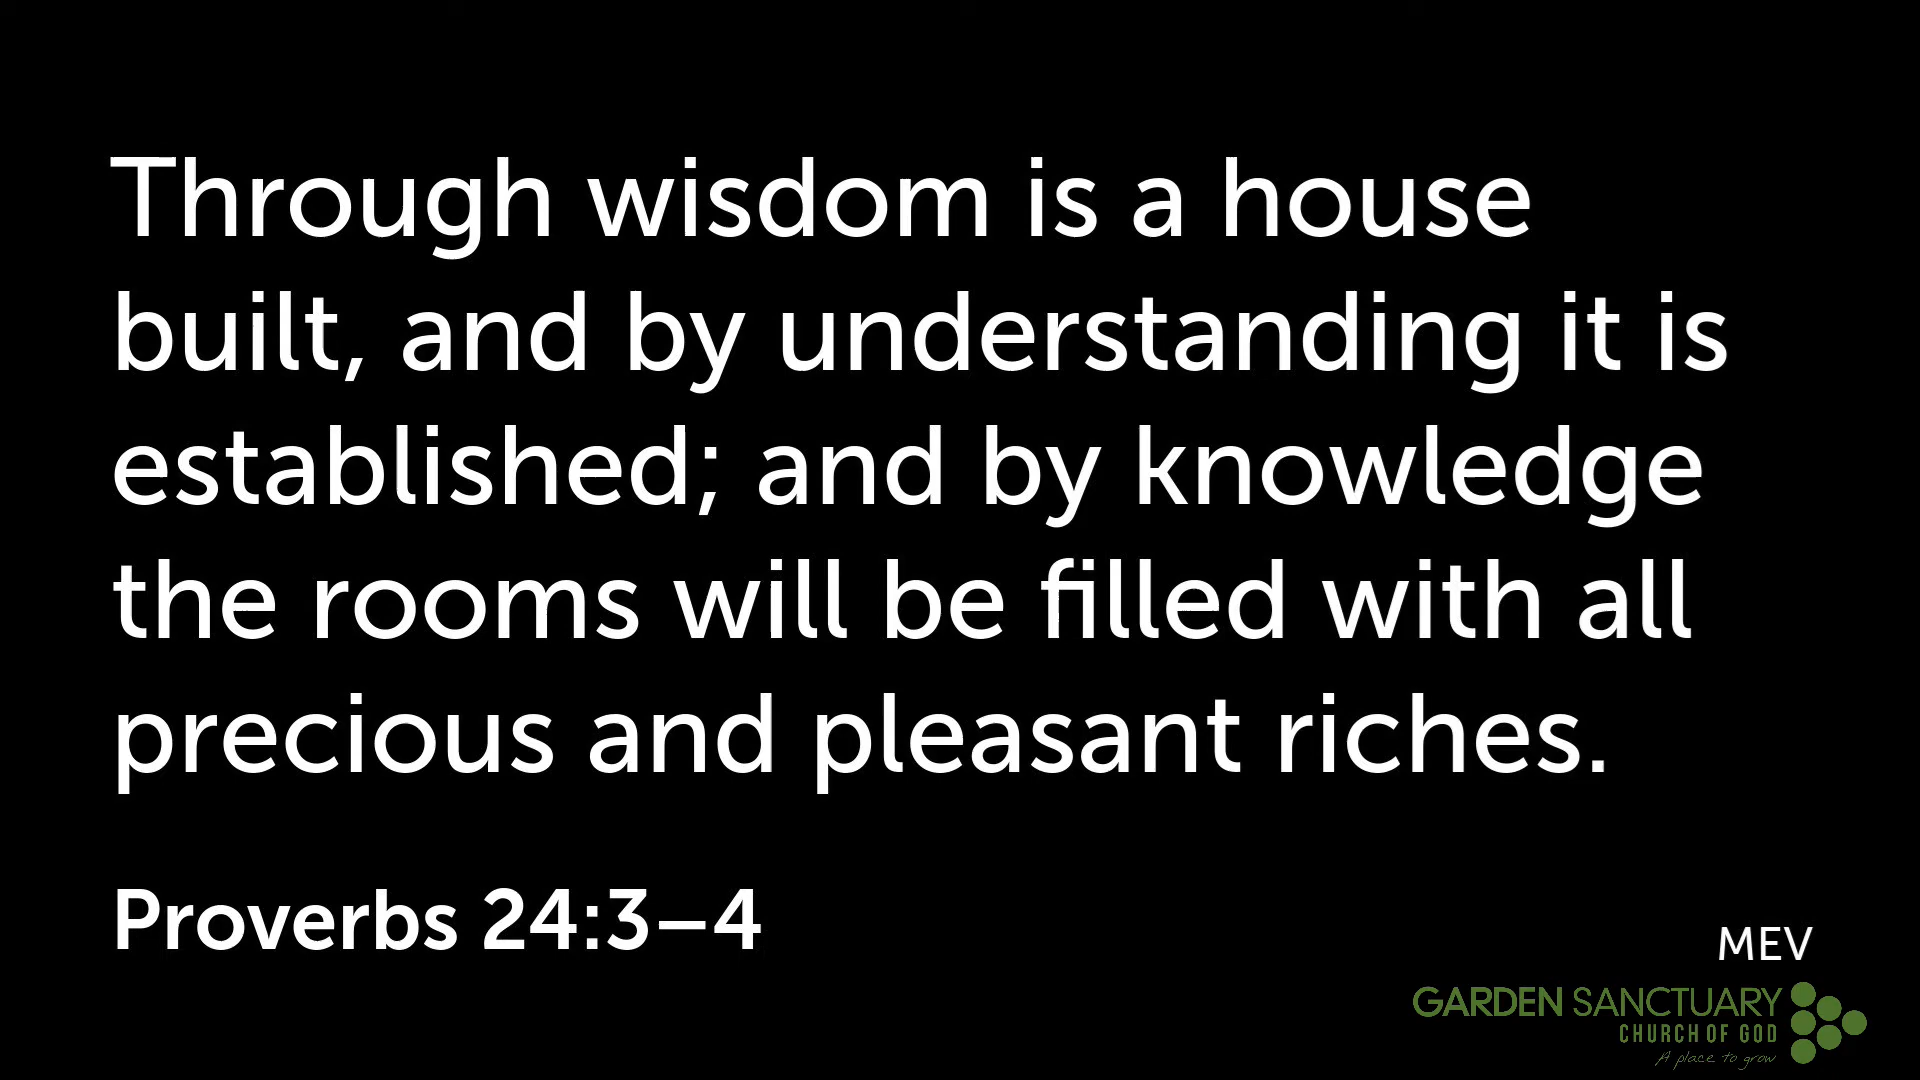 Through wisdom is a house
built, and by understanding it is
established; and by knowledge
the rooms will be filled with all
precious and pleasant riches.
Proverbs 24:3–4
MEV
GARDEN SANCTUARY
CHURCH OF GOD
A place to grow